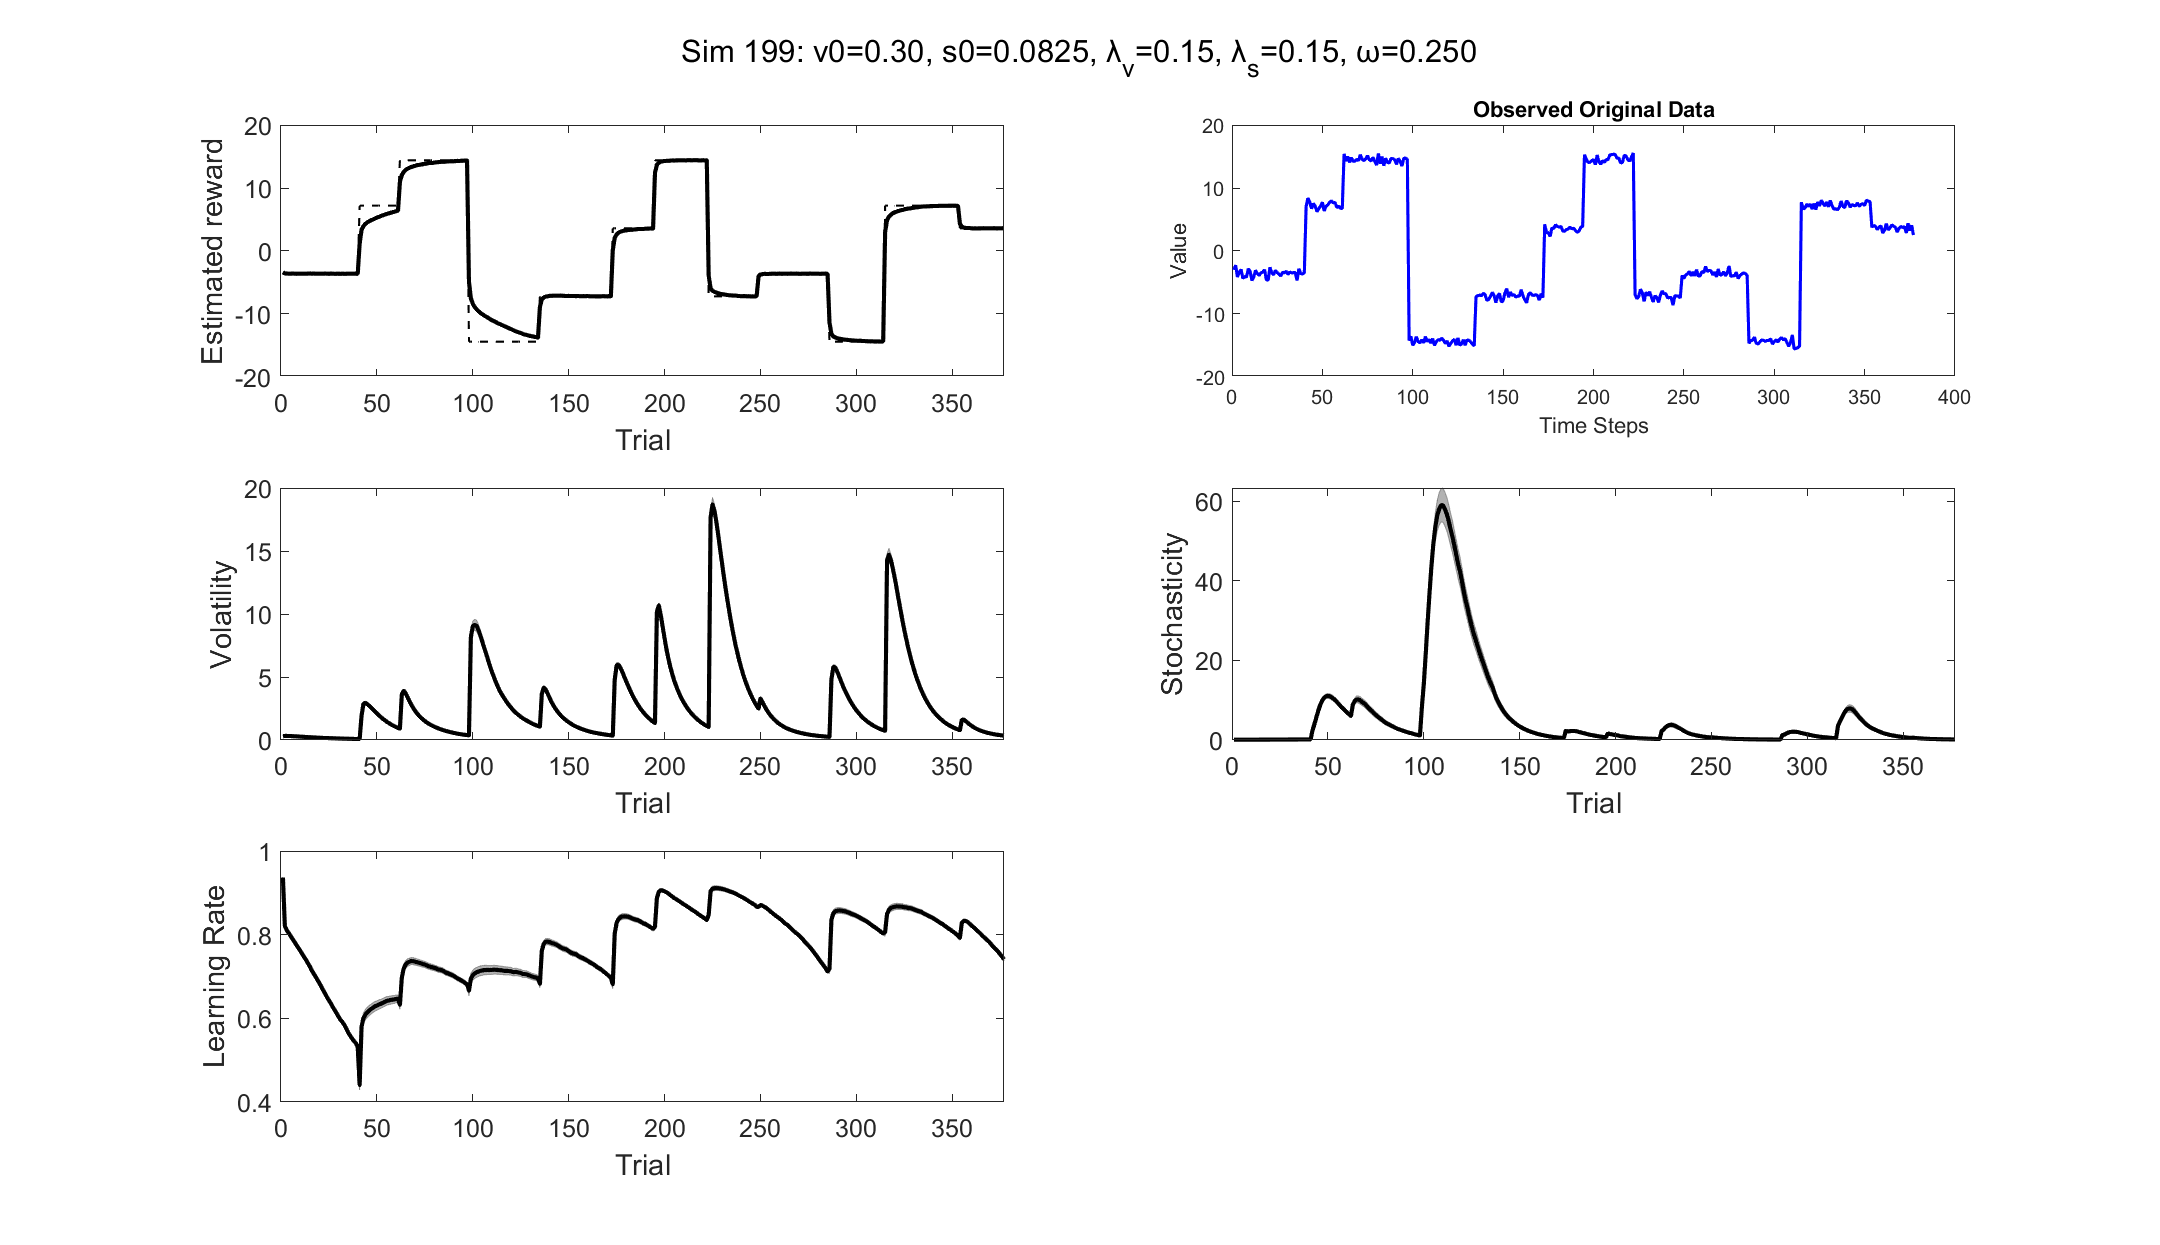 Sim 199: v0=0.30, s0=0.0825, λv=0.15, λs=0.15, ω=0.250
Estimated reward
20
10
0
-10
-20
0 50 100 150 200 250 300 350
Trial
Observed Original Data
Value
20
10
0
-10
-20
0 50 100 150 200 250 300 350 400
Time Steps
Volatility
20
15
10
5
0
0 50 100 150 200 250 300 350
Trial
Stochasticity
60
40
20
0
0 50 100 150 200 250 300 350
Trial
Learning Rate
1
0.8
0.6
0.4
0 50 100 150 200 250 300 350
Trial